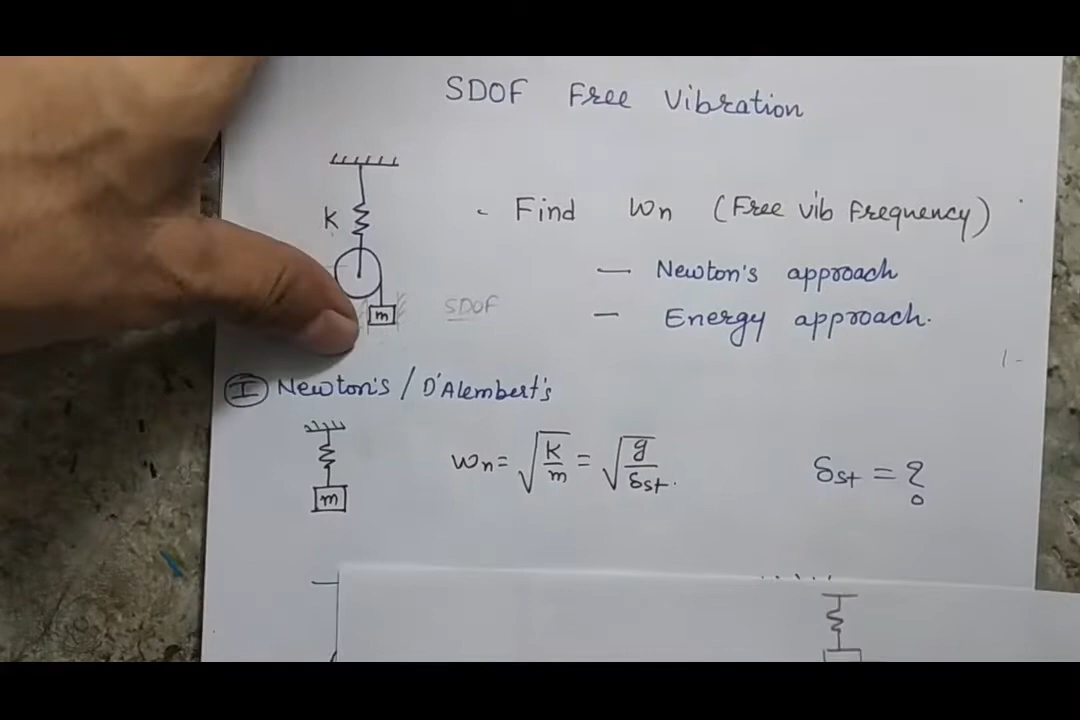 SDOF Free Vibration
K
- Find ωn (Free vib frequency)
— Newton's approach
m SDOF
— Energy approach.
I Newton's / D'Alembert's
ωn = √(K/m) = √(g/δst).
δst = ?
m